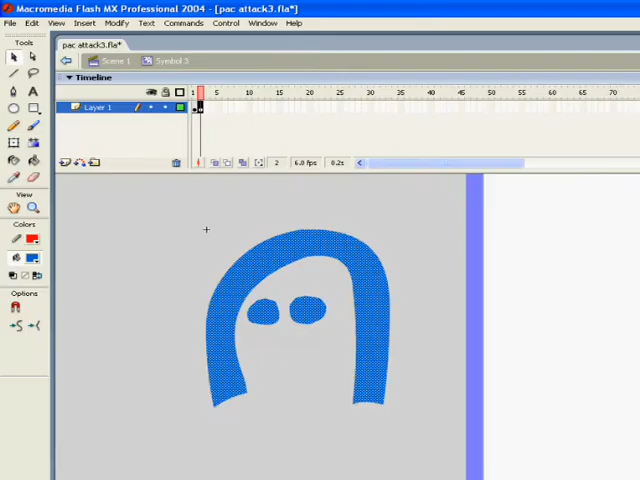 Macromedia Flash MX Professional 2004 - [pac attack3.fla*]
File Edit View Insert Modify Text Commands Control Window Help
Tools
pac attack3.fla*
Scene 1 Symbol 3
Timeline
1 5 10 15 20 25 30 35 40 45 50 55 60 65 70
Layer 1
2 6.0 fps 0.2s
View
Colors
Options